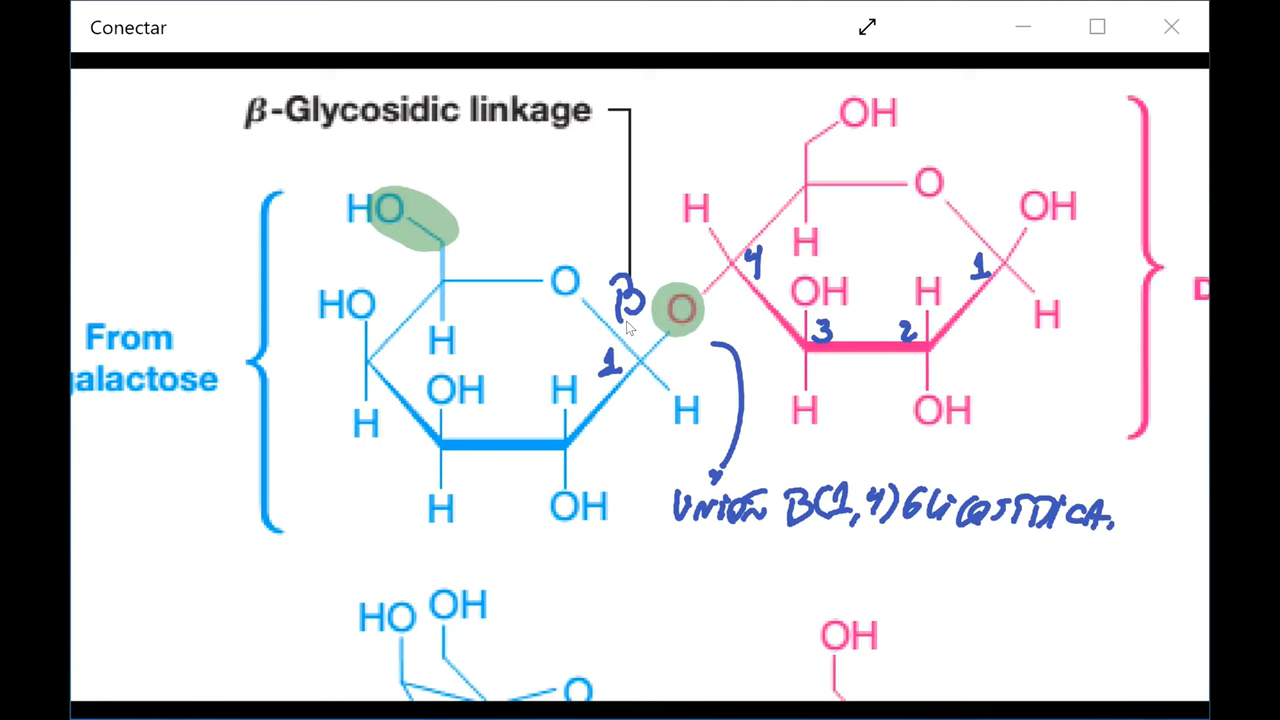 Conectar
β-Glycosidic linkage
OH
HO
O
OH
H
H
4
1
HO
O
β
O
OH
H
H
3
2
From
galactose
H
1
OH
H
H
H
OH
H
H
OH
UNION B(1,4) GLICOSIDICA.
HO
OH
OH
O
D